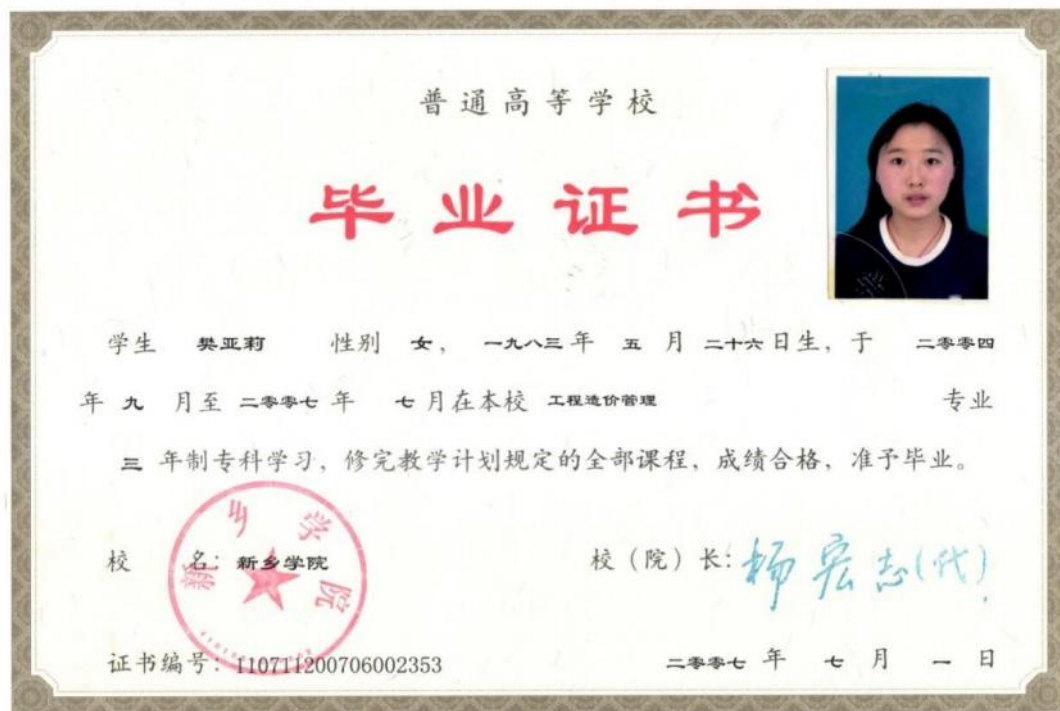 普通高等学校
毕业证书
学生 樊亚莉 性别 女， 一九八三年 五 月 二十六日生，于 二零零四
年 九 月至 二零零七 年 七月在本校 工程造价管理 专业
三 年制专科学习，修完教学计划规定的全部课程，成绩合格，准予毕业。
新乡学院
校 名：新乡学院 校（院）长：杨宏志(代)
证书编号：110711200706002353 二零零七 年 七 月 一 日